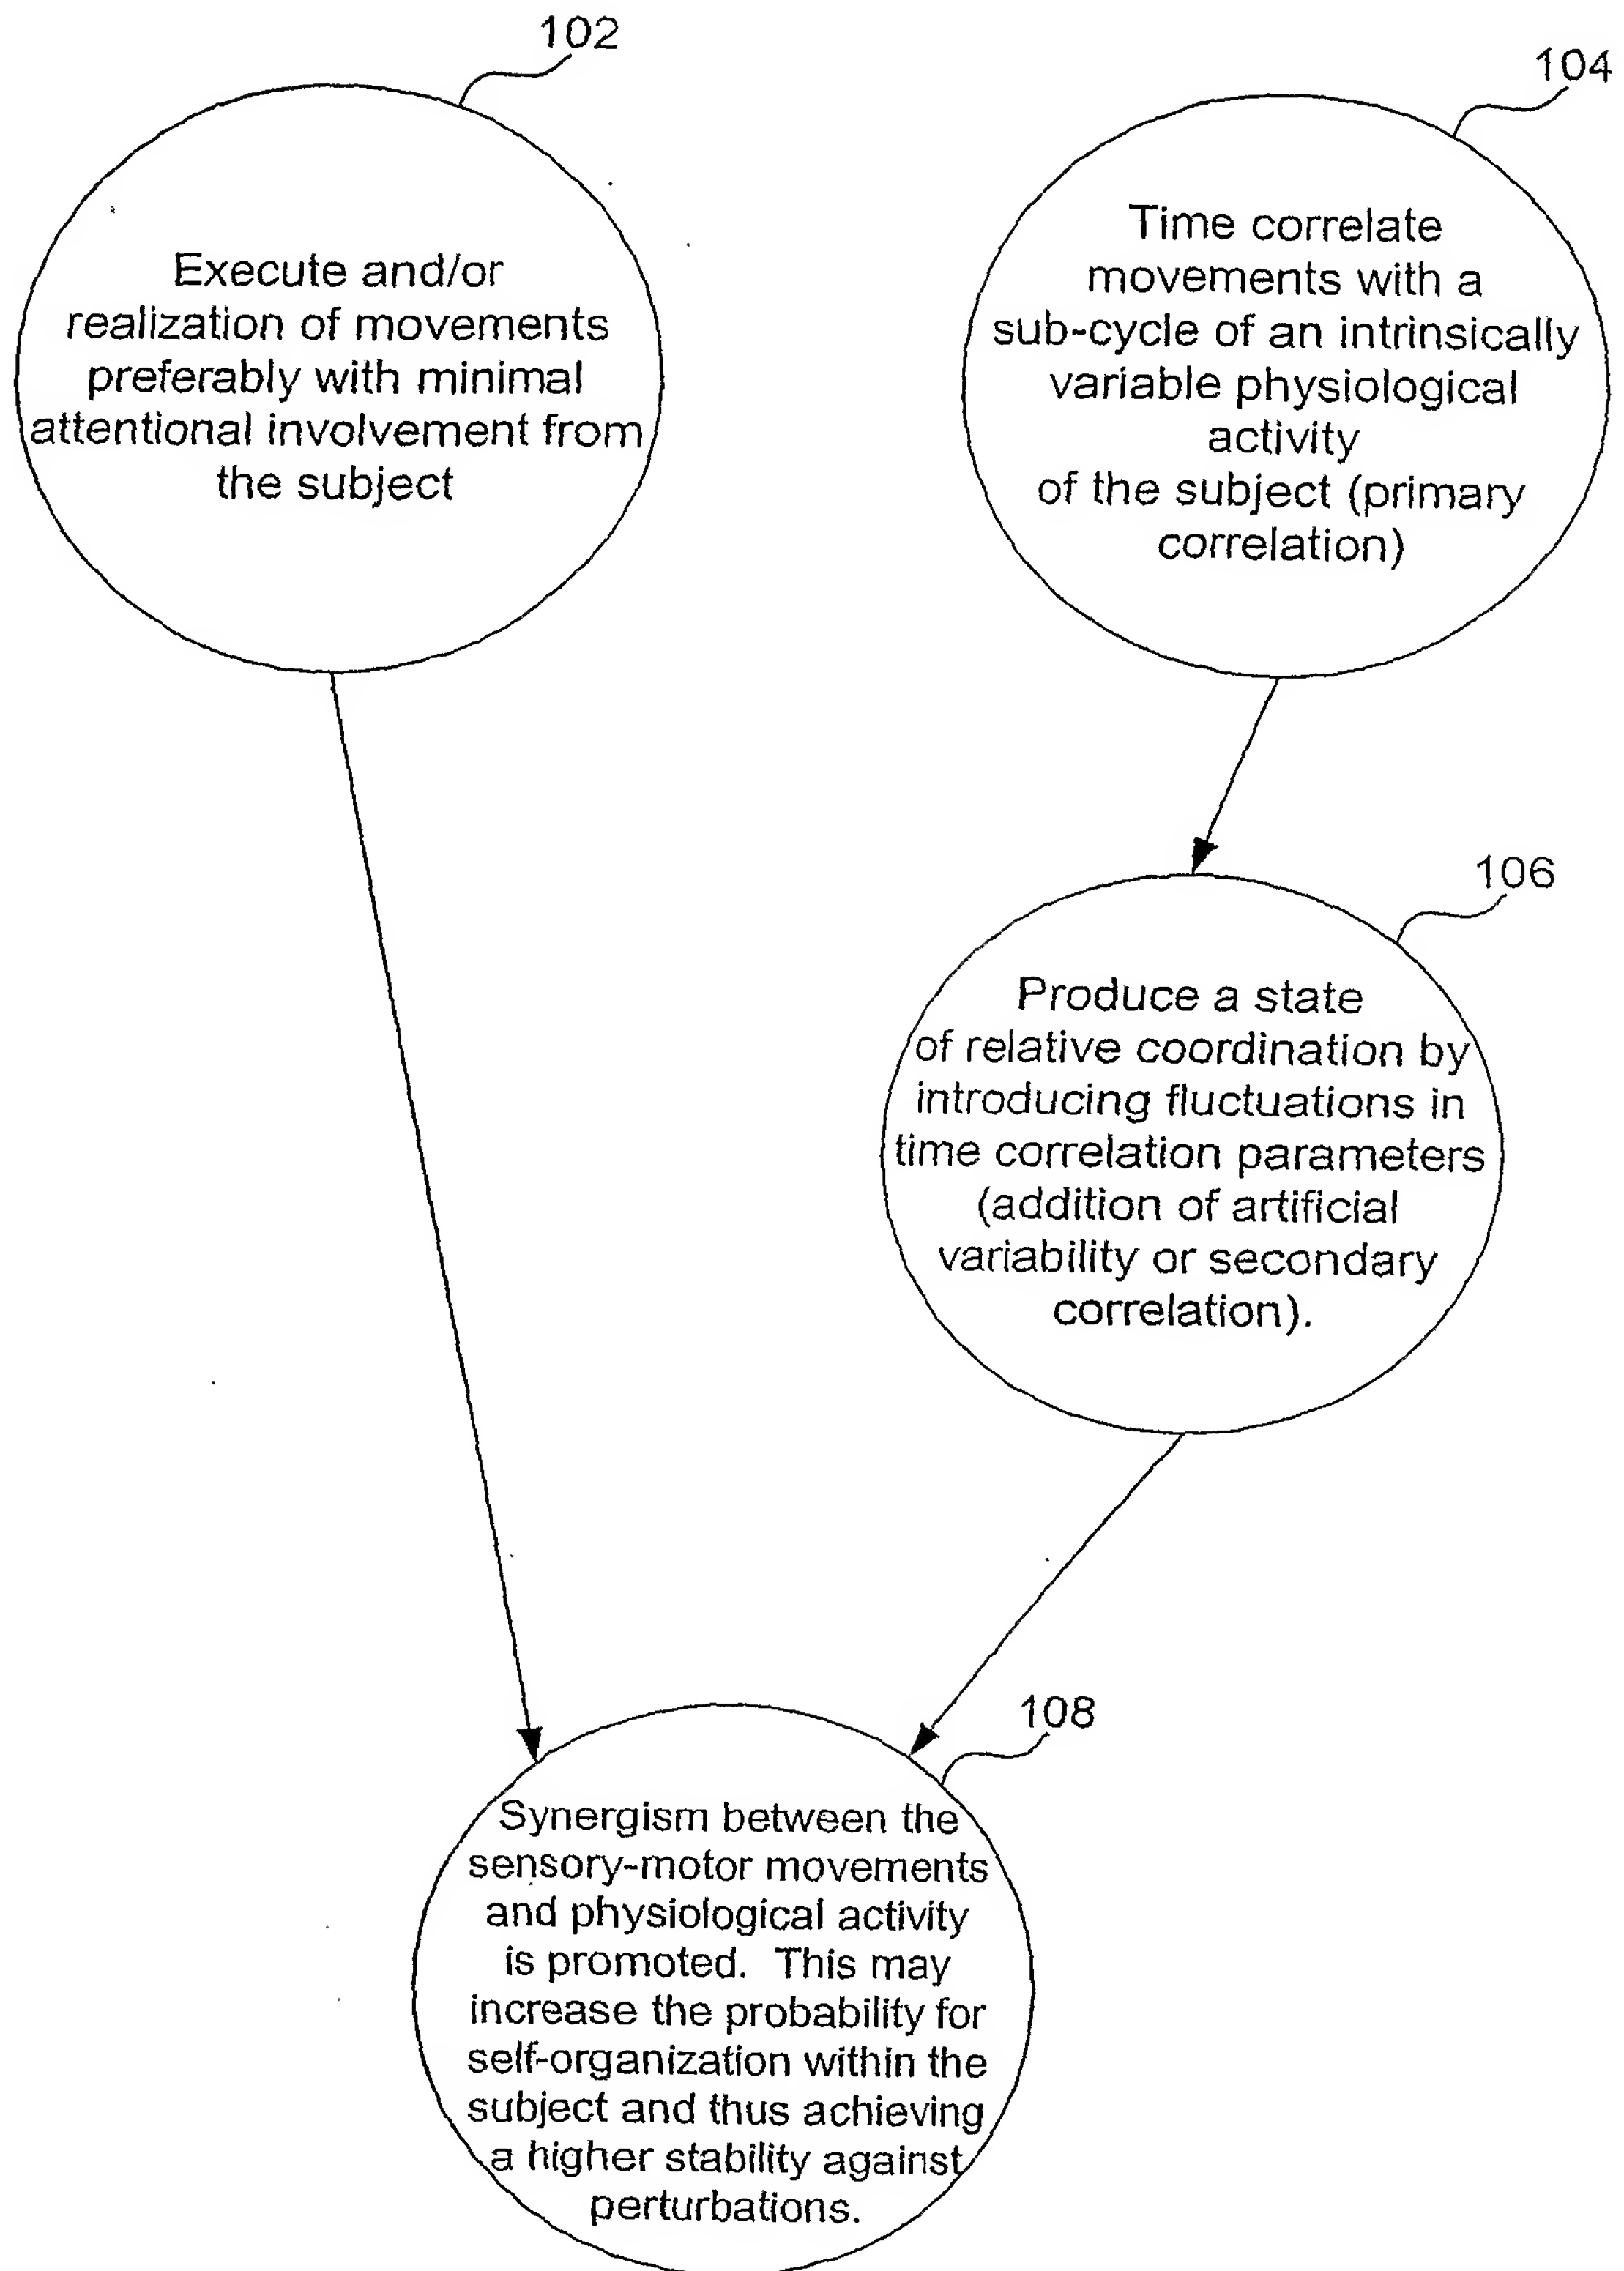 102
Execute and/or
realization of movements
preferably with minimal
attentional involvement from
the subject
104
Time correlate
movements with a
sub-cycle of an intrinsically
variable physiological
activity
of the subject (primary
correlation)
106
Produce a state
of relative coordination by
introducing fluctuations in
time correlation parameters
(addition of artificial
variability or secondary
correlation).
108
Synergism between the
sensory-motor movements
and physiological activity
is promoted.  This may
increase the probability for
self-organization within the
subject and thus achieving
a higher stability against
perturbations.